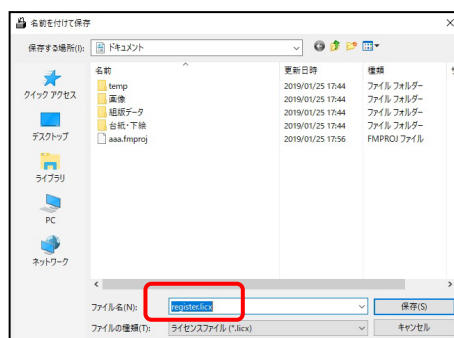 名前を付けて保存
保存する場所(I): ドキュメント
クイック アクセス
デスクトップ
ライブラリ
PC
ネットワーク
名前 更新日時 種類 サ
temp 2019/01/25 17:44 ファイル フォルダー
画像 2019/01/25 17:44 ファイル フォルダー
組版データ 2019/01/25 17:44 ファイル フォルダー
台紙・下絵 2019/01/25 17:44 ファイル フォルダー
aaa.fmproj 2019/01/25 17:56 FMPROJ ファイル
ファイル名(N): register.licx 保存(S)
ファイルの種類(T): ライセンスファイル (*.licx) キャンセル